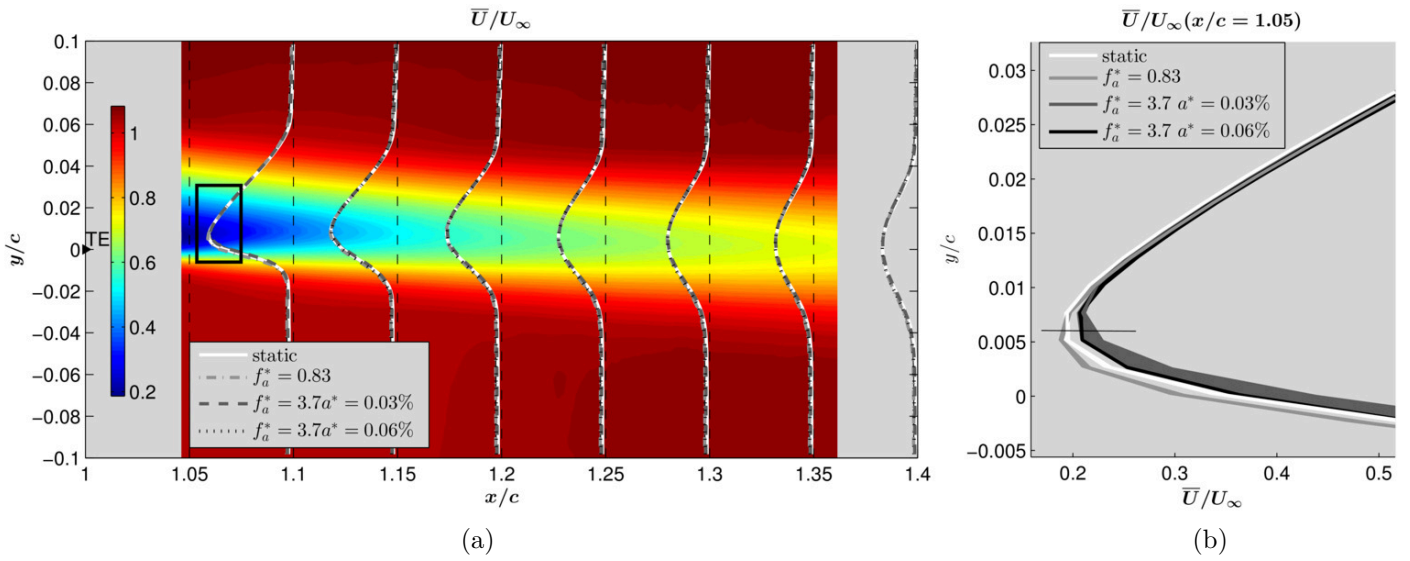 U̅/U∞
0.1
0.08
0.06
0.04
0.02
0
−0.02
−0.04
−0.06
−0.08
−0.1
y/c
TE
1
0.8
0.6
0.4
0.2
static
f*ₐ = 0.83
f*ₐ = 3.7a* = 0.03%
f*ₐ = 3.7a* = 0.06%
1 1.05 1.1 1.15 1.2 1.25 1.3 1.35 1.4
x/c
(a)
U̅/U∞(x/c = 1.05)
static
f*ₐ = 0.83
f*ₐ = 3.7 a* = 0.03%
f*ₐ = 3.7 a* = 0.06%
0.03
0.025
0.02
0.015
0.01
0.005
0
−0.005
y/c
0.2 0.3 0.4 0.5
U̅/U∞
(b)